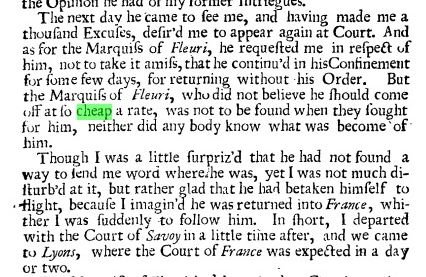 the Opinion he had of my former Intrigues.
The next day he came to ſee me, and having made me a
thouſand Excuſes, deſir'd me to appear again at Court. And
as for the Marquiſs of Fleuri, he requeſted me in reſpect of
him, not to take it amiſs, that he continu'd in his Confinement
for ſome few days, for returning without his Order. But
the Marquiſs of Fleuri, who did not believe he ſhould come
off at ſo cheap a rate, was not to be found when they ſought
for him, neither did any body know what was become of
him.
Though I was a little ſurpriz'd that he had not found a
way to ſend me word where he was, yet I was not much di-
ſturb'd at it, but rather glad that he had betaken himſelf to
flight, becauſe I imagin'd he was returned into France, whi-
ther I was ſuddenly to follow him. In ſhort, I departed
with the Court of Savoy in a little time after, and we came
to Lyons, where the Court of France was expected in a day
or two.